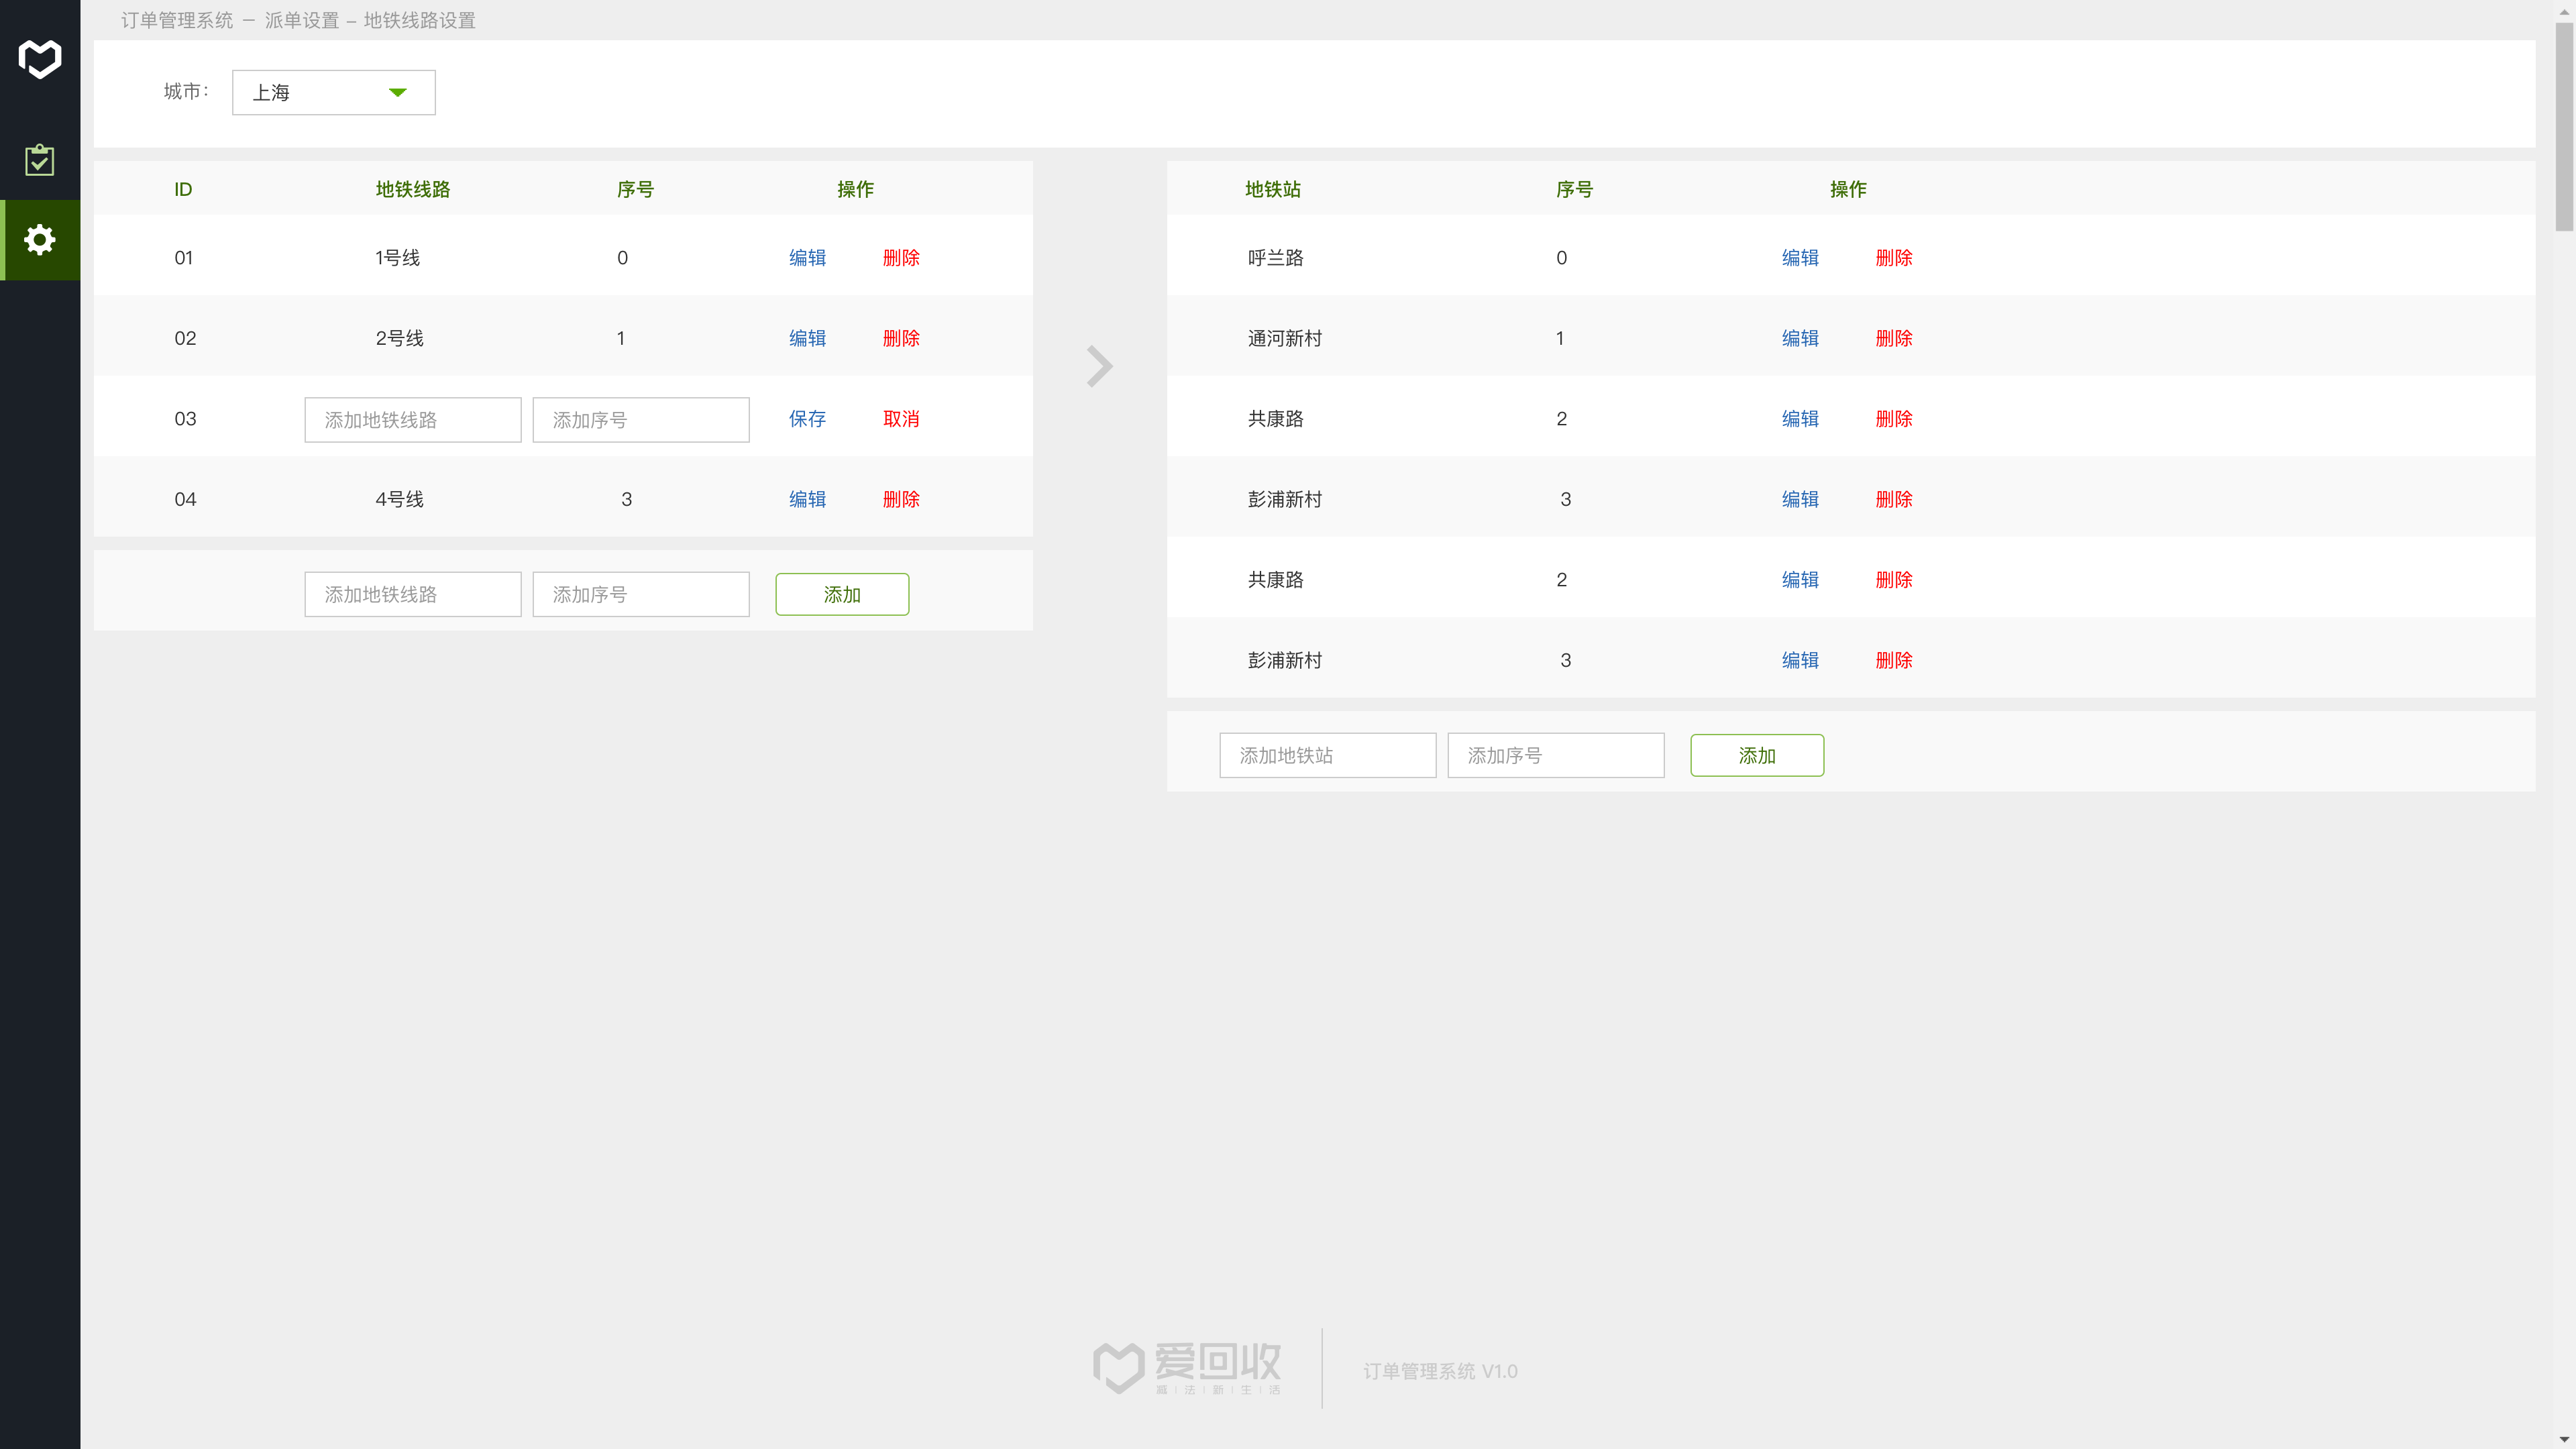 订单管理系统 － 派单设置 – 地铁线路设置
城市： 上海
ID 地铁线路 序号 操作
01 1号线 0 编辑 删除
02 2号线 1 编辑 删除
03 添加地铁线路 添加序号 保存 取消
04 4号线 3 编辑 删除
添加地铁线路 添加序号 添加
地铁站 序号 操作
呼兰路 0 编辑 删除
通河新村 1 编辑 删除
共康路 2 编辑 删除
彭浦新村 3 编辑 删除
共康路 2 编辑 删除
彭浦新村 3 编辑 删除
添加地铁站 添加序号 添加
爱回收
减法新生活
订单管理系统 V1.0